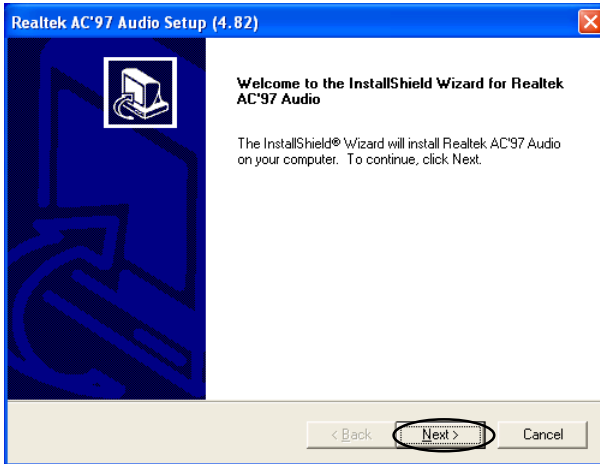 Realtek AC'97 Audio Setup (4.82)
Welcome to the InstallShield Wizard for Realtek
AC'97 Audio
The InstallShield® Wizard will install Realtek AC'97 Audio
on your computer. To continue, click Next.
< Back
Next >
Cancel